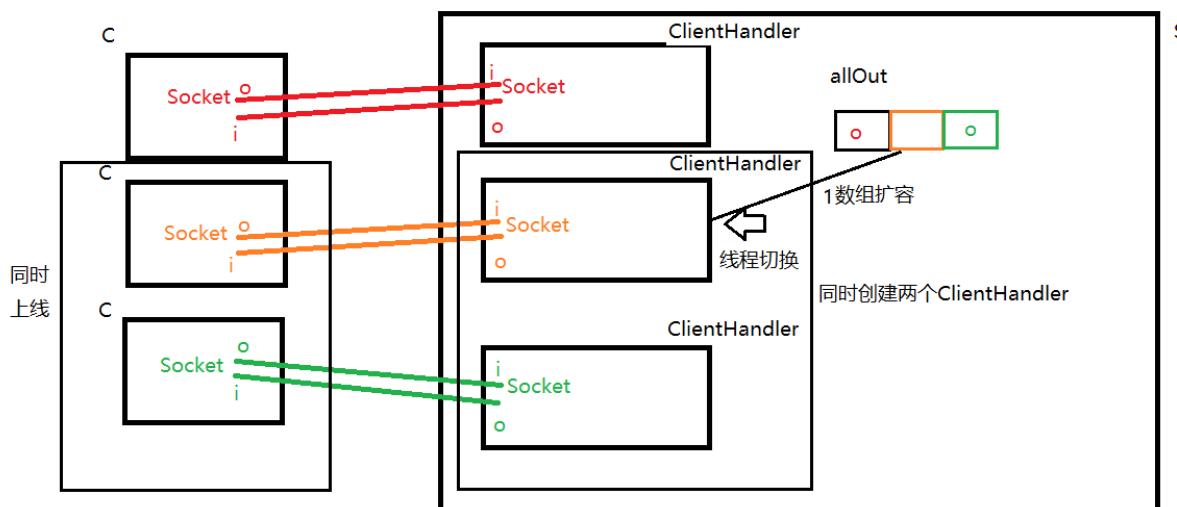 C
ClientHandler
S
o
Socket
i
i
Socket
o
allOut
o
o
1数组扩容
C
ClientHandler
o
Socket
i
i
Socket
o
线程切换
同时
上线
同时创建两个ClientHandler
C
ClientHandler
o
Socket
i
i
Socket
o